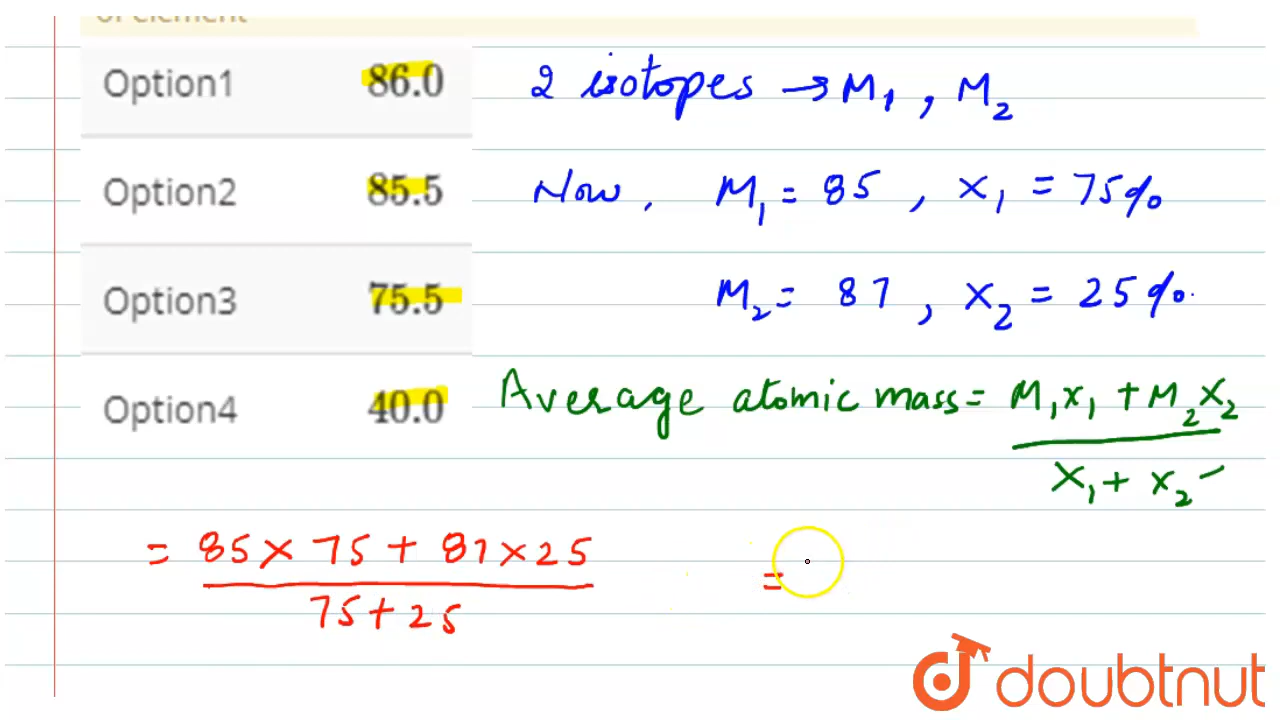 of element
Option1 86.0
2 isotopes → M1, M2
Option2 85.5
Now, M1 = 85, x1 = 75%
Option3 75.5
M2 = 87, x2 = 25%.
Option4 40.0
Average atomic mass = M1x1 + M2x2
x1 + x2
= 85 × 75 + 87 × 25
75 + 25
=
doubtnut